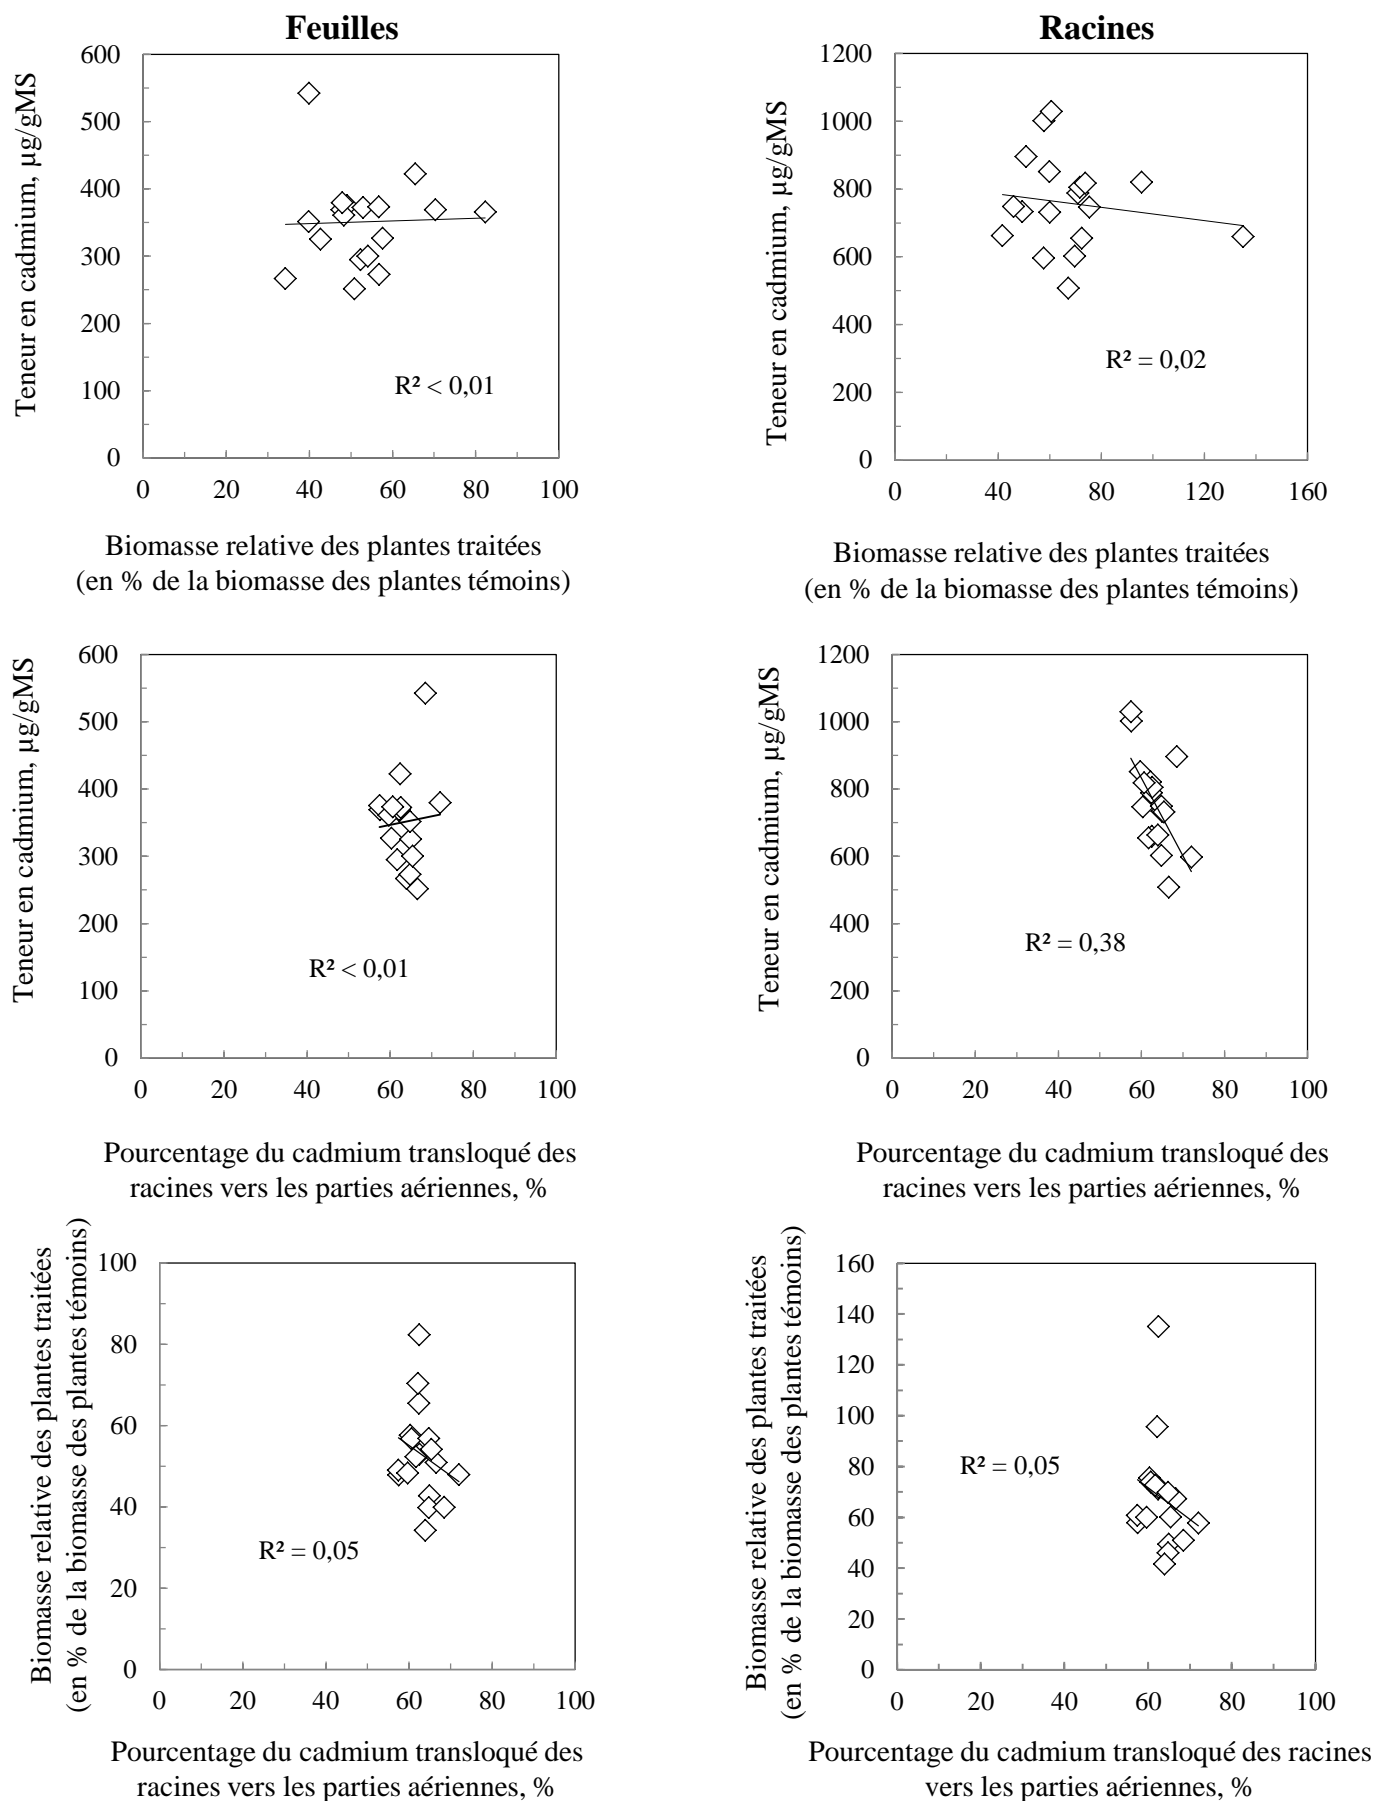 Feuilles
Teneur en cadmium, µg/gMS
600
500
400
300
200
100
0
R² < 0,01
0 20 40 60 80 100
Biomasse relative des plantes traitées
(en % de la biomasse des plantes témoins)
Racines
Teneur en cadmium, µg/gMS
1200
1000
800
600
400
200
0
R² = 0,02
0 40 80 120 160
Biomasse relative des plantes traitées
(en % de la biomasse des plantes témoins)
Teneur en cadmium, µg/gMS
600
500
400
300
200
100
0
R² < 0,01
0 20 40 60 80 100
Pourcentage du cadmium transloqué des
racines vers les parties aériennes, %
Teneur en cadmium, µg/gMS
1200
1000
800
600
400
200
0
R² = 0,38
0 20 40 60 80 100
Pourcentage du cadmium transloqué des
racines vers les parties aériennes, %
Biomasse relative des plantes traitées
(en % de la biomasse des plantes témoins)
100
80
60
40
20
0
R² = 0,05
0 20 40 60 80 100
Pourcentage du cadmium transloqué des
racines vers les parties aériennes, %
Biomasse relative des plantes traitées
(en % de la biomasse des plantes témoins)
160
140
120
100
80
60
40
20
0
R² = 0,05
0 20 40 60 80 100
Pourcentage du cadmium transloqué des racines
vers les parties aériennes, %